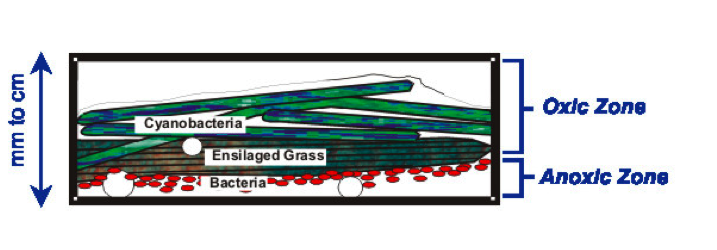 mm to cm
Cyanobacteria
Ensilaged Grass
Bacteria
Oxic Zone
Anoxic Zone